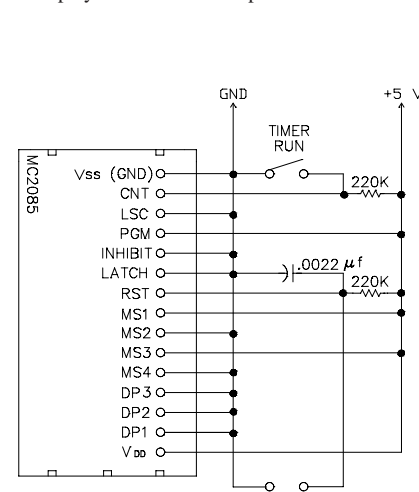 GND
+5 V
TIMER
RUN
MC2085
Vss (GND)
220K
CNT
LSC
PGM
INHIBIT
LATCH
.0022 μf
220K
RST
MS1
MS2
MS3
MS4
DP3
DP2
DP1
VDD